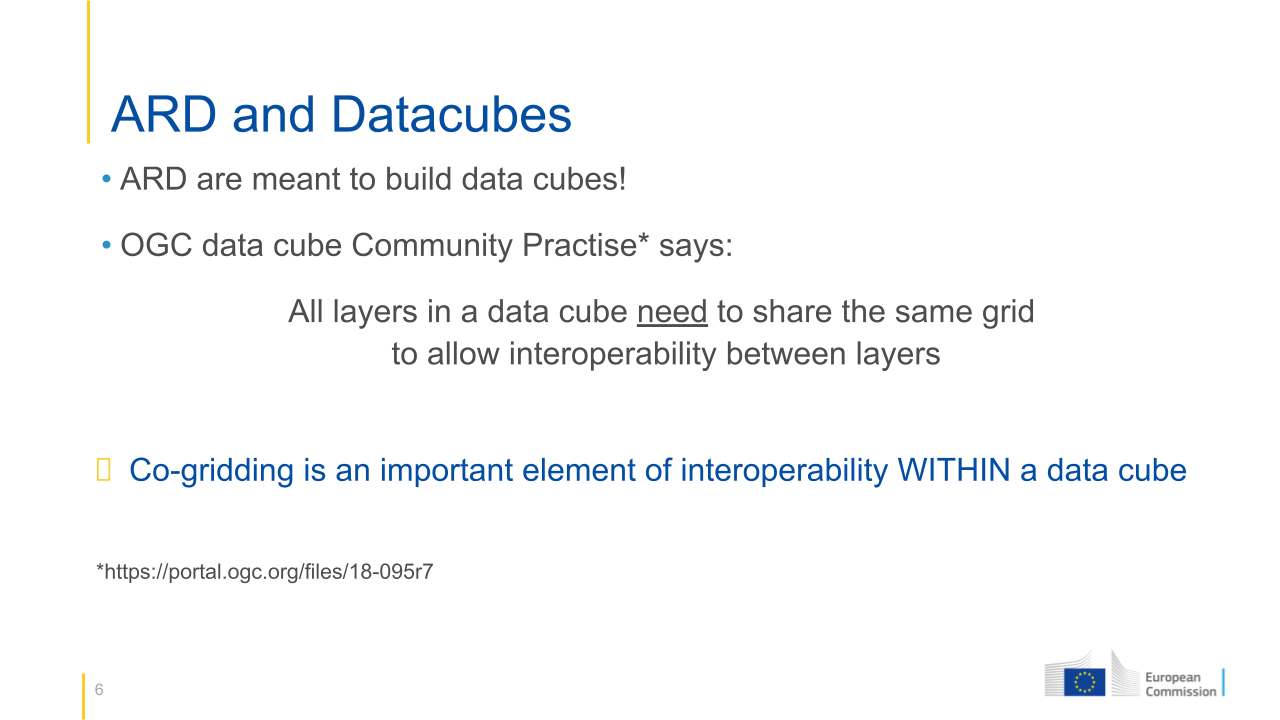 ARD and Datacubes
• ARD are meant to build data cubes!
• OGC data cube Community Practise* says:
All layers in a data cube need to share the same grid
to allow interoperability between layers
Co-gridding is an important element of interoperability WITHIN a data cube
*https://portal.ogc.org/files/18-095r7
6
European
Commission